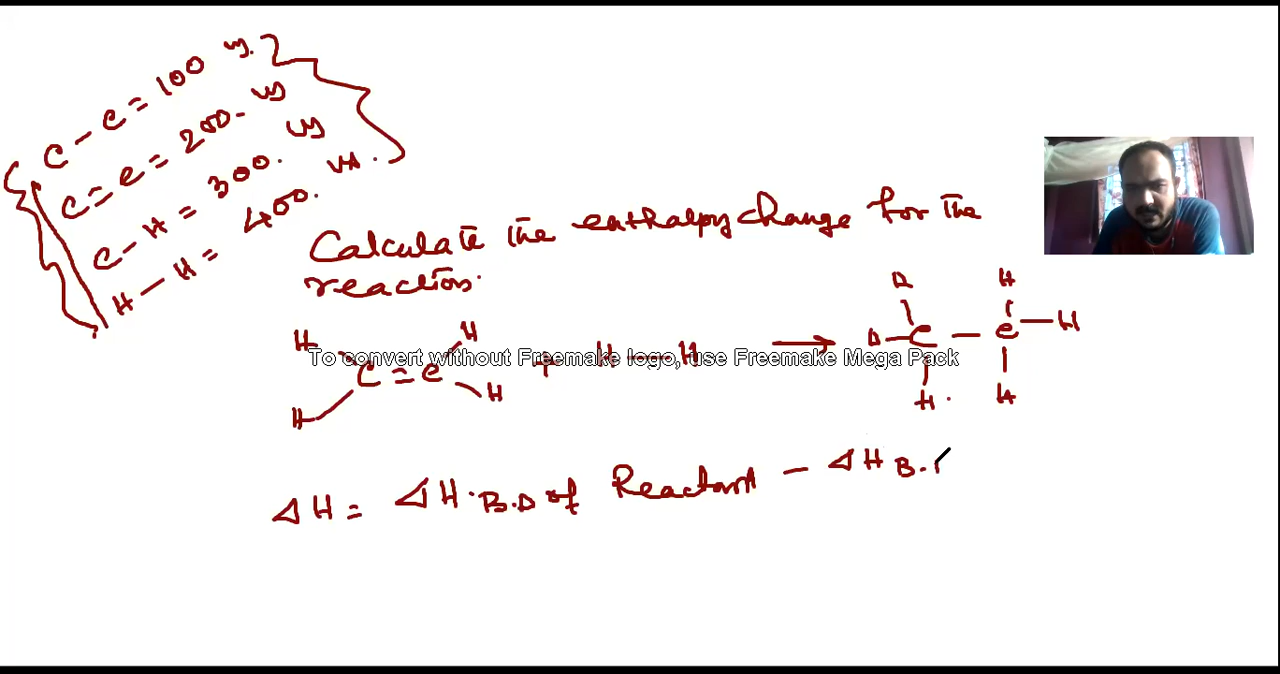 C - C = 100 kJ.
C = C = 200. kJ
C - H = 300. kJ
H - H = 400. kJ.
Calculate the enthalpy change for the
reaction.
H H H H
C = C + H - H → H - C - C - H
H H H H
To convert without Freemake logo, use Freemake Mega Pack
ΔH = ΔH.B.D of Reactant - ΔH B.